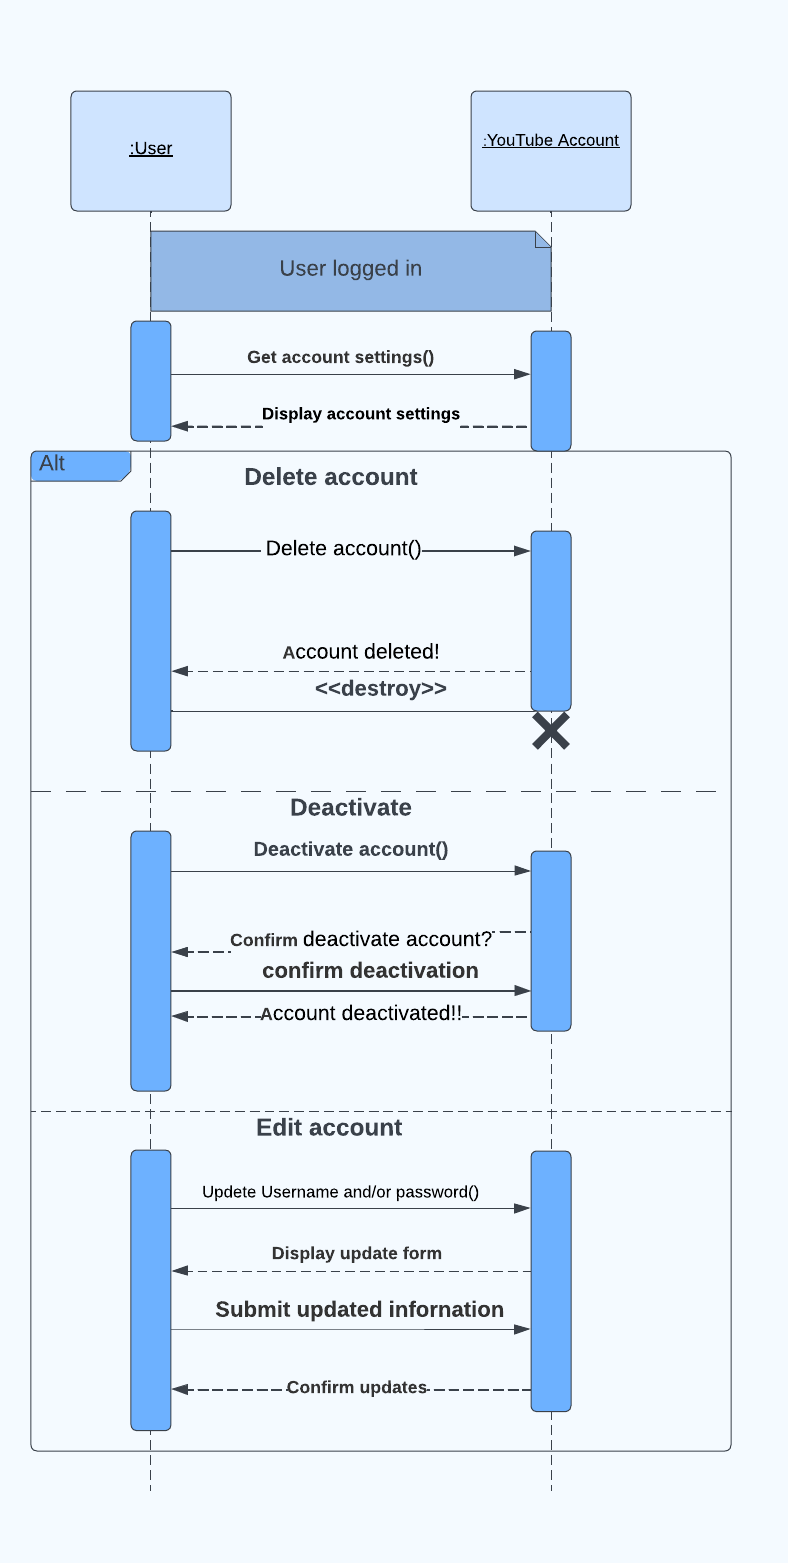 :User
:YouTube Account
User logged in
Get account settings()
Display account settings
Alt
Delete account
Delete account()
Account deleted!
<<destroy>>
Deactivate
Deactivate account()
Confirm deactivate account?
confirm deactivation
Account deactivated!!
Edit account
Updete Username and/or password()
Display update form
Submit updated infornation
Confirm updates